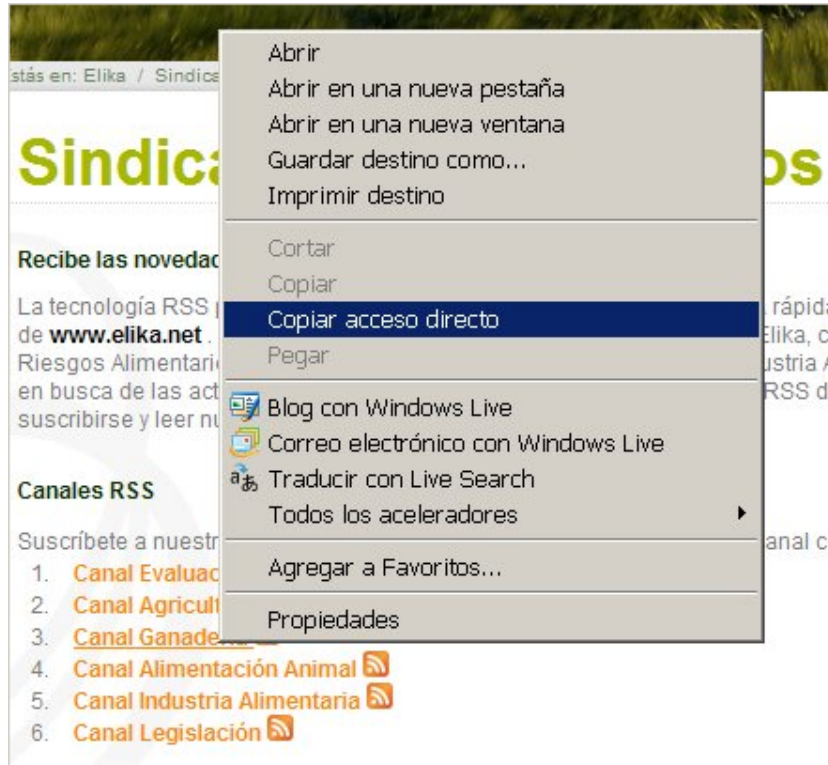 stás en: Elika / Sindica
Sindica os
Recibe las novedad
La tecnología RSS rápida
de www.elika.net . Elika, c
Riesgos Alimentari ustria A
en busca de las act RSS d
suscribirse y leer nu
Canales RSS
Suscríbete a nuestr anal c
1. Canal Evaluac
2. Canal Agricult
3. Canal Ganadería
4. Canal Alimentación Animal
5. Canal Industria Alimentaria
6. Canal Legislación
Abrir
Abrir en una nueva pestaña
Abrir en una nueva ventana
Guardar destino como...
Imprimir destino
Cortar
Copiar
Copiar acceso directo
Pegar
Blog con Windows Live
Correo electrónico con Windows Live
Traducir con Live Search
Todos los aceleradores
Agregar a Favoritos...
Propiedades